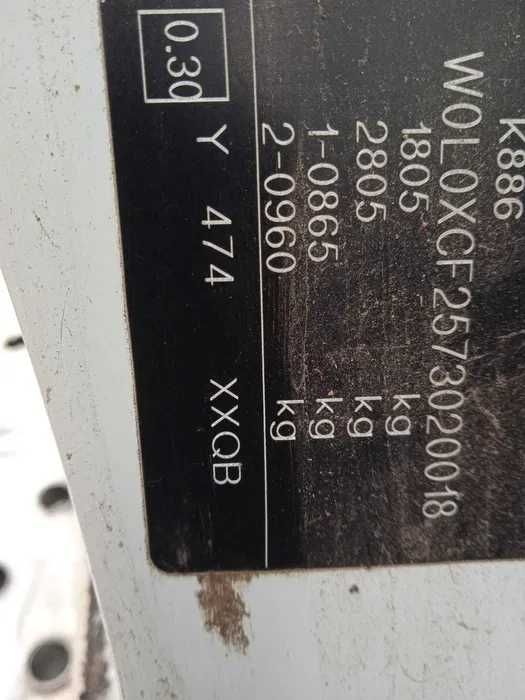 K886
W0L0XCF2573020018
1805 kg
2805 kg
1-0865 kg
2-0960 kg
0.30 Y 474 XXQB